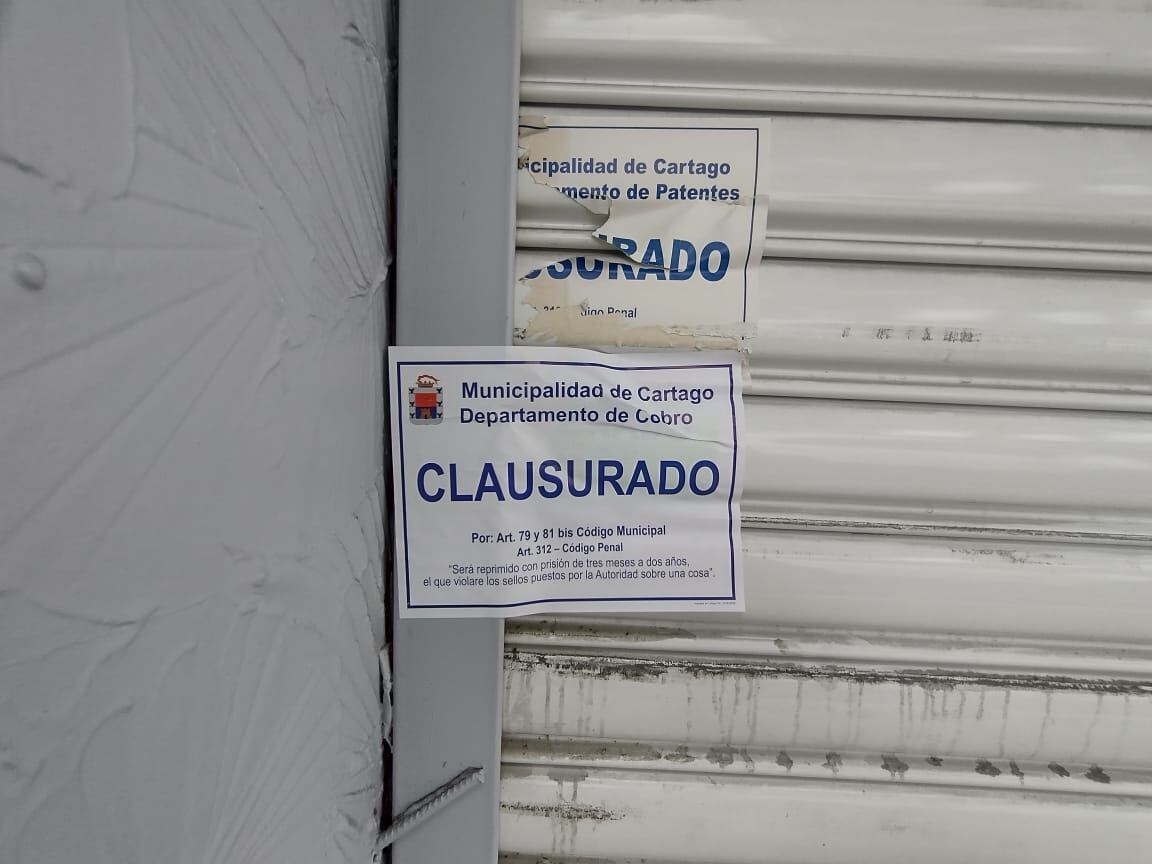 icipalidad de Cartago
mento de Patentes
USURADO
Penal
Municipalidad de Cartago
Departamento de Cobro
CLAUSURADO
Por: Art. 79 y 81 bis Código Municipal
Art. 312 – Código Penal
"Será reprimido con prisión de tres meses a dos años,
el que violare los sellos puestos por la Autoridad sobre una cosa".